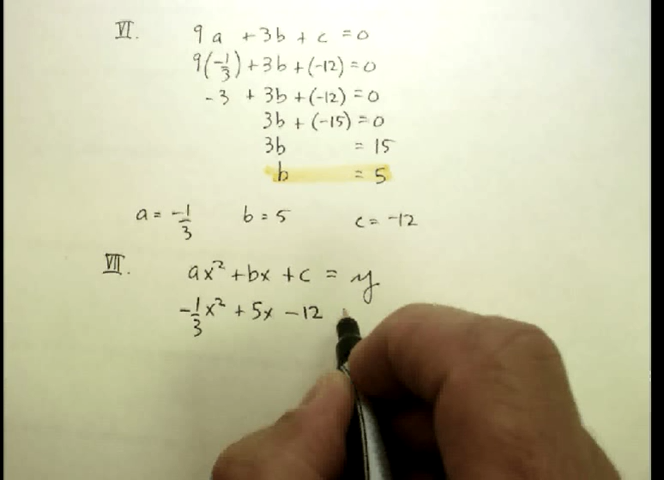 VI. 9a + 3b + c = 0
9(-1/3) + 3b + (-12) = 0
-3 + 3b + (-12) = 0
3b + (-15) = 0
3b = 15
b = 5
a = -1/3 b = 5 c = -12
VII. ax² + bx + c = y
-1/3x² + 5x - 12